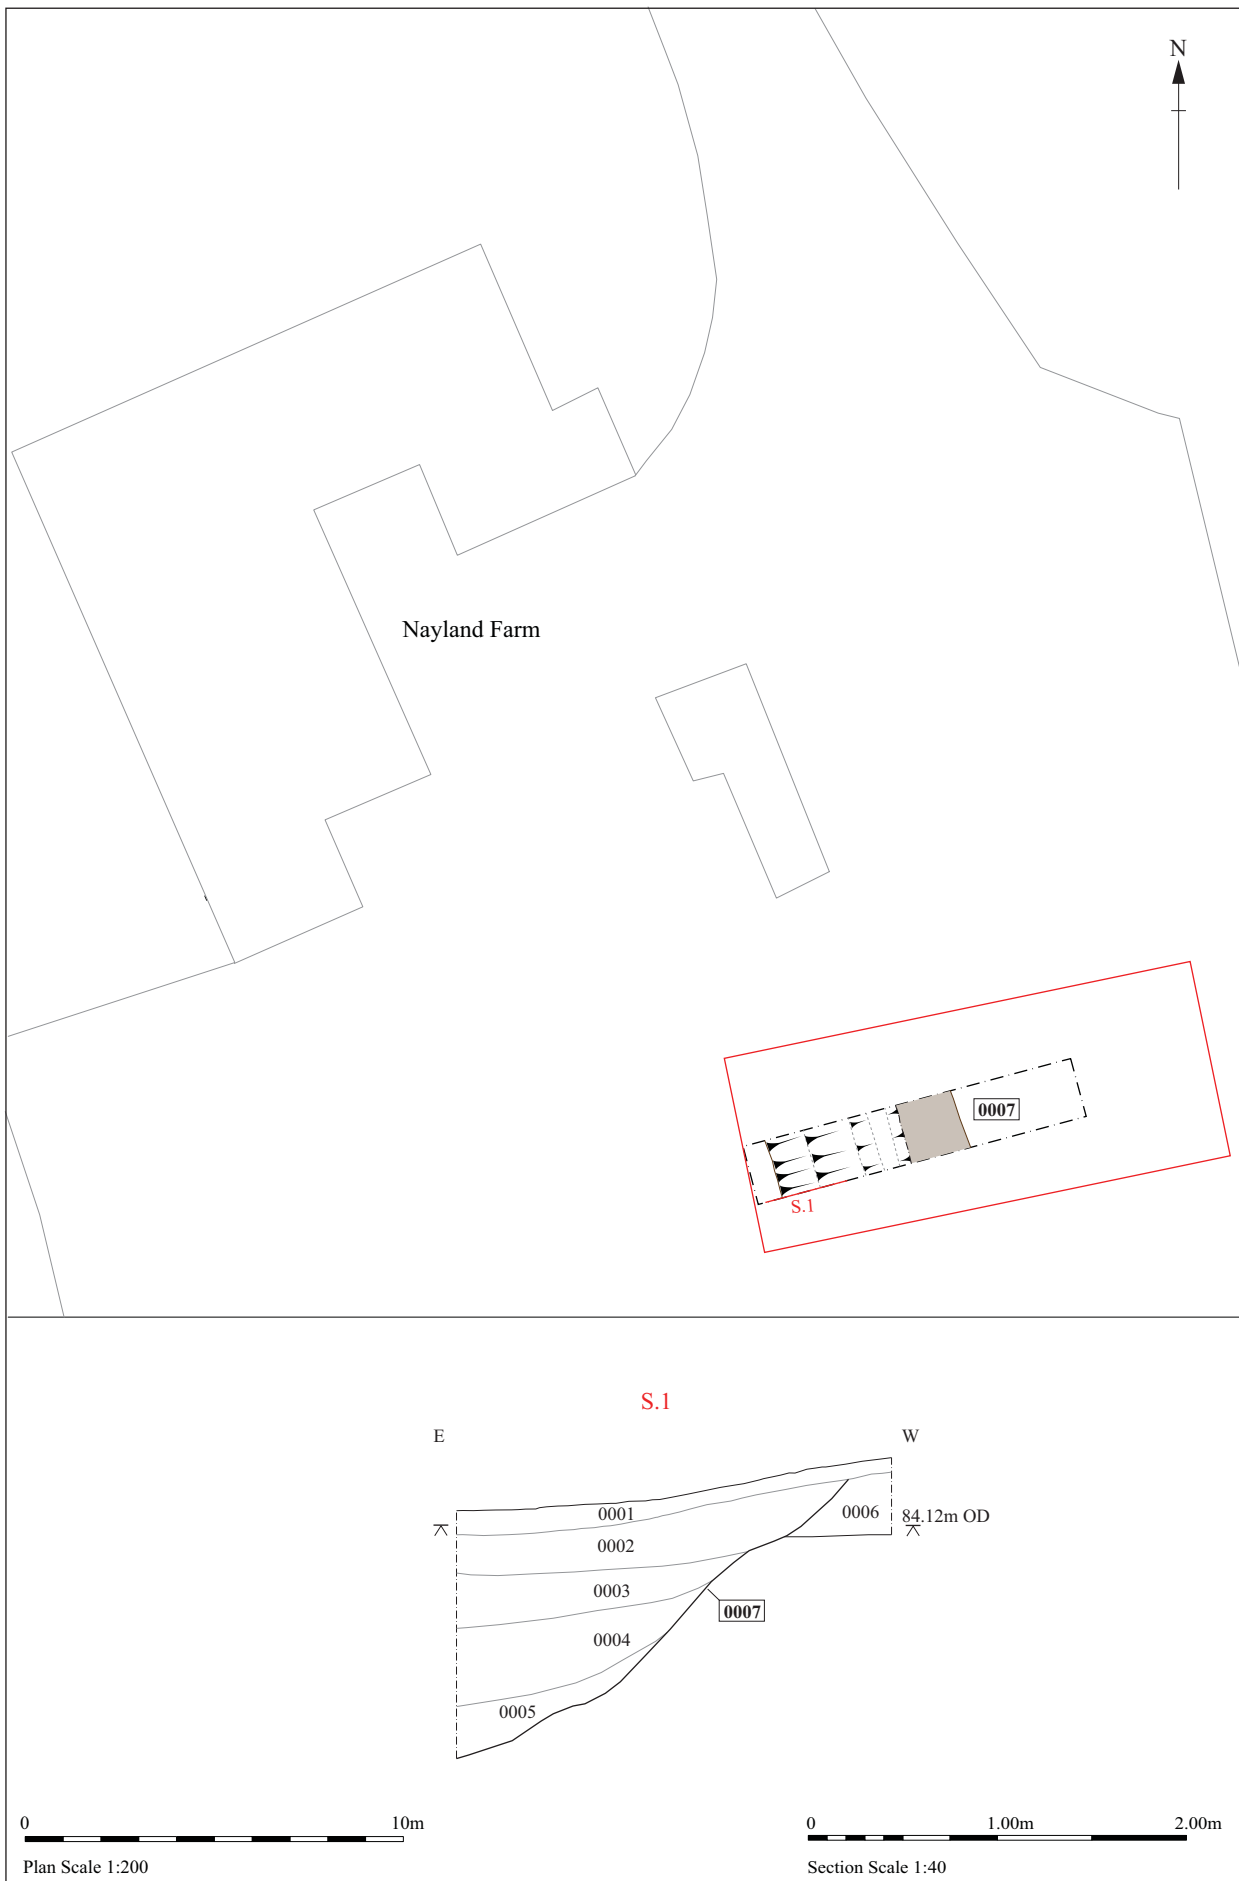 N
Nayland Farm
0007
S.1
S.1
E
W
0001
0006
84.12m OD
0002
0003
0007
0004
0005
0
10m
Plan Scale 1:200
0
1.00m
2.00m
Section Scale 1:40